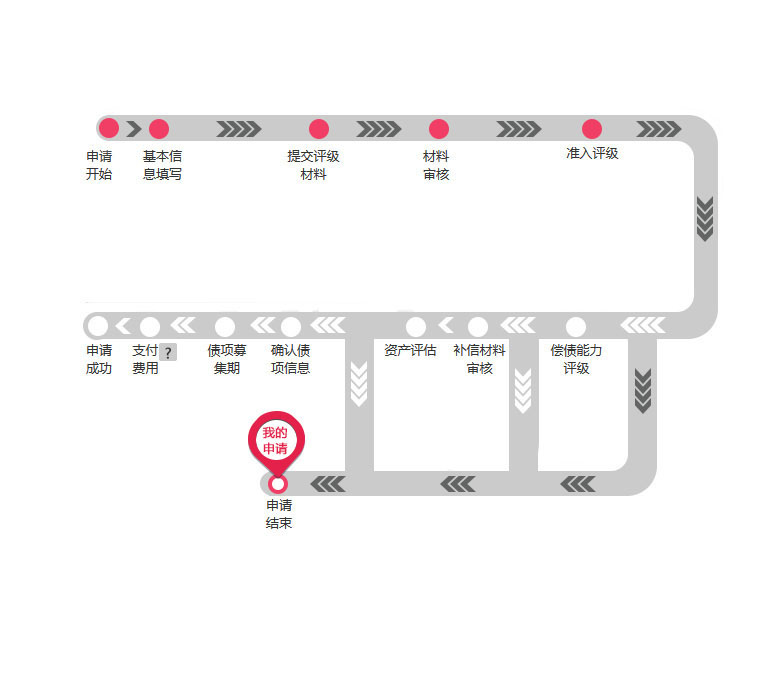 申请
开始
基本信
息填写
提交评级
材料
材料
审核
准入评级
申请
成功
支付 ?
费用
债项募
集期
确认债
项信息
资产评估
补信材料
审核
偿债能力
评级
我的
申请
申请
结束